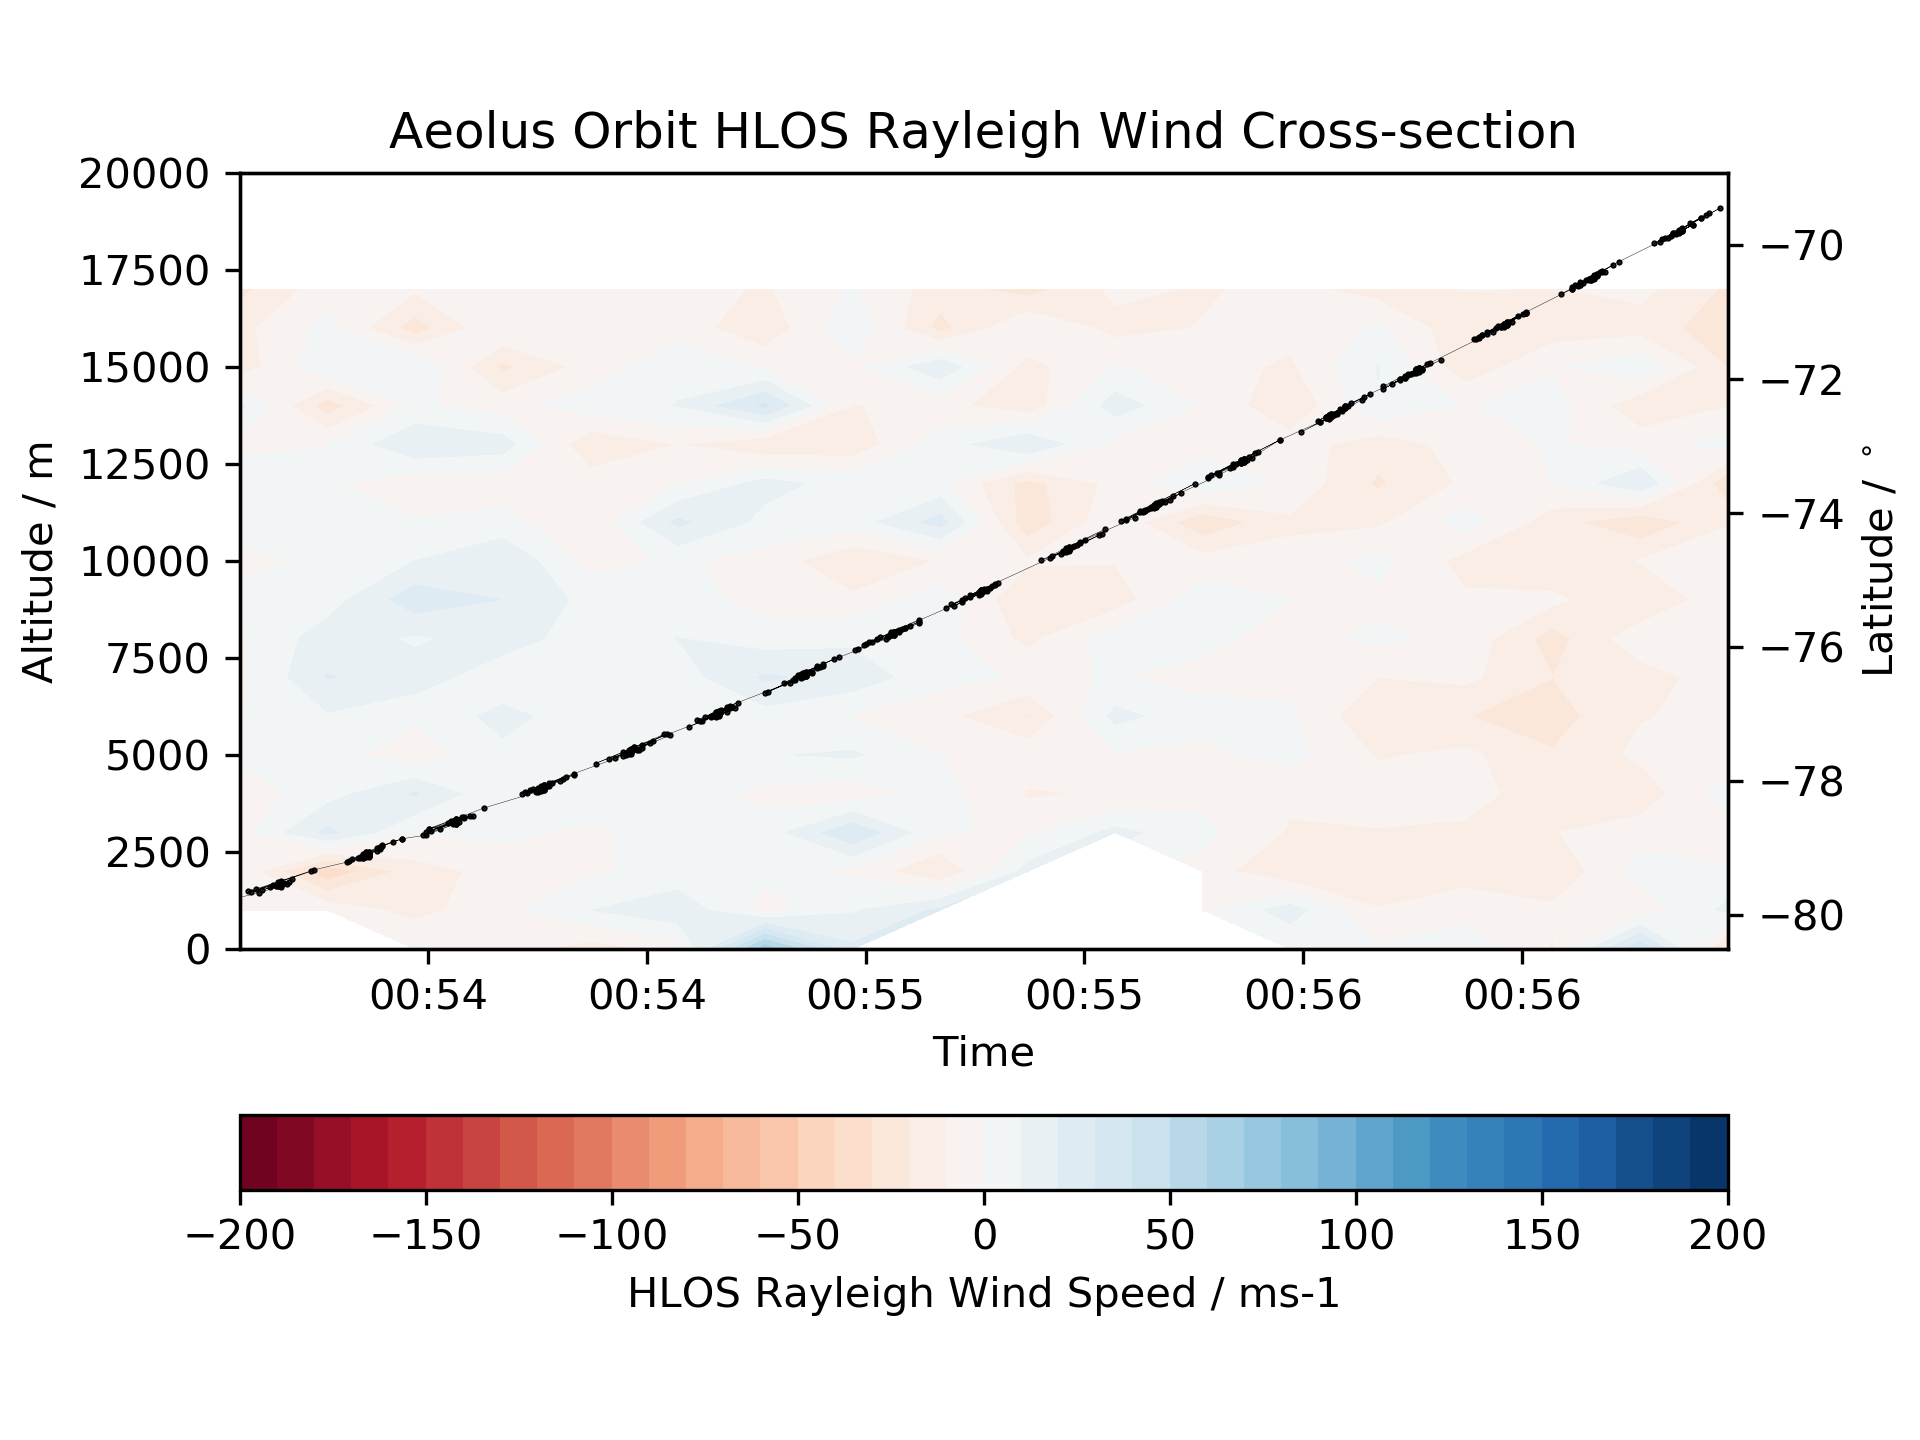 Aeolus Orbit HLOS Rayleigh Wind Cross-section
20000
17500
15000
12500
10000
7500
5000
2500
0
Altitude / m
−70
−72
−74
−76
−78
−80
Latitude / °
00:54 00:54 00:55 00:55 00:56 00:56
Time
−200 −150 −100 −50 0 50 100 150 200
HLOS Rayleigh Wind Speed / ms-1